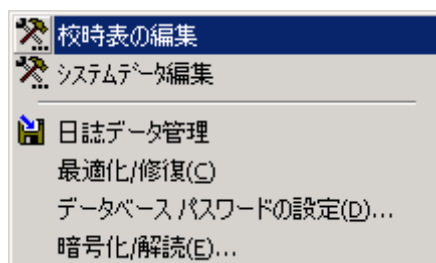 校時表の編集
ｼｽﾃﾑﾃﾞｰﾀ編集
日誌データ管理
最適化/修復(C)
データベース パスワードの設定(D)...
暗号化/解読(E)...